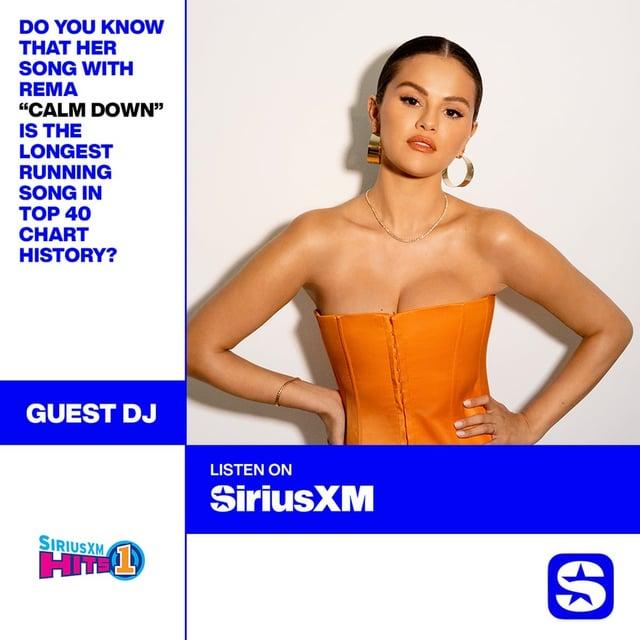 DO YOU KNOW
THAT HER
SONG WITH
REMA
“CALM DOWN”
IS THE
LONGEST
RUNNING
SONG IN
TOP 40
CHART
HISTORY?
GUEST DJ
LISTEN ON
SiriusXM
SIRIUSXM
HITS 1
S